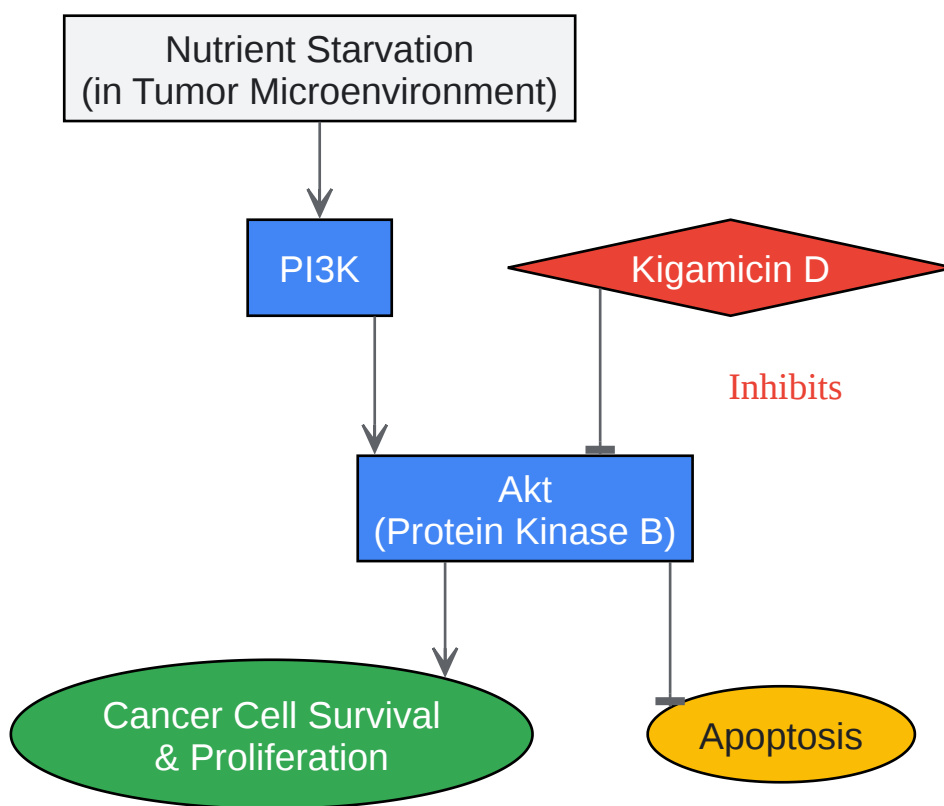 Nutrient Starvation
(in Tumor Microenvironment)
PI3K
Kigamicin D
Inhibits
Akt
(Protein Kinase B)
Cancer Cell Survival
& Proliferation
Apoptosis